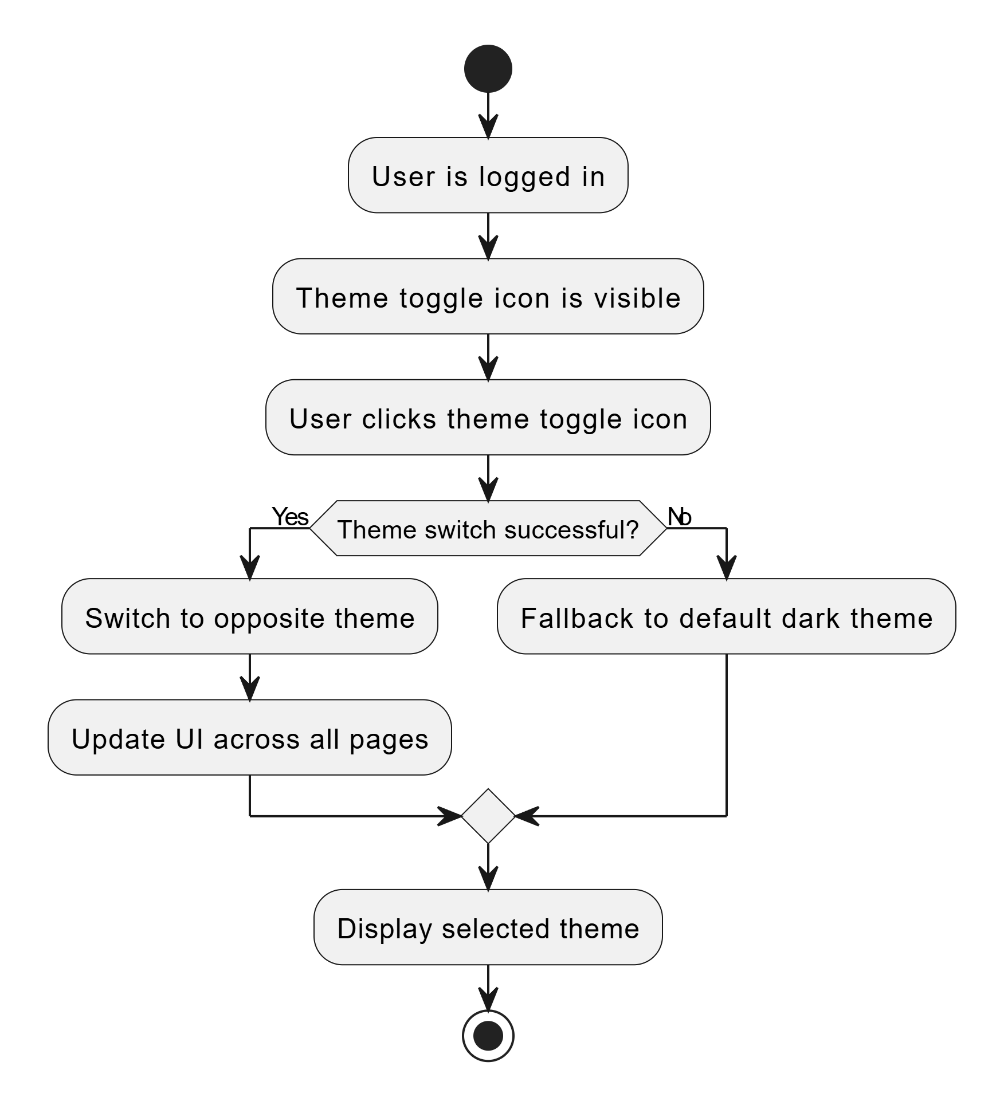 User is logged in
Theme toggle icon is visible
User clicks theme toggle icon
Yes
Theme switch successful?
No
Switch to opposite theme
Fallback to default dark theme
Update UI across all pages
Display selected theme